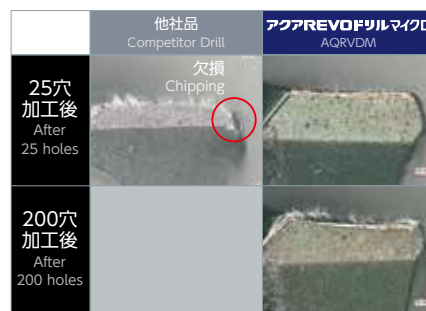 他社品
Competitor Drill
アクアREVOドリルマイクロ
AQRVDM
25穴
加工後
After
25 holes
欠損
Chipping
200穴
加工後
After
200 holes